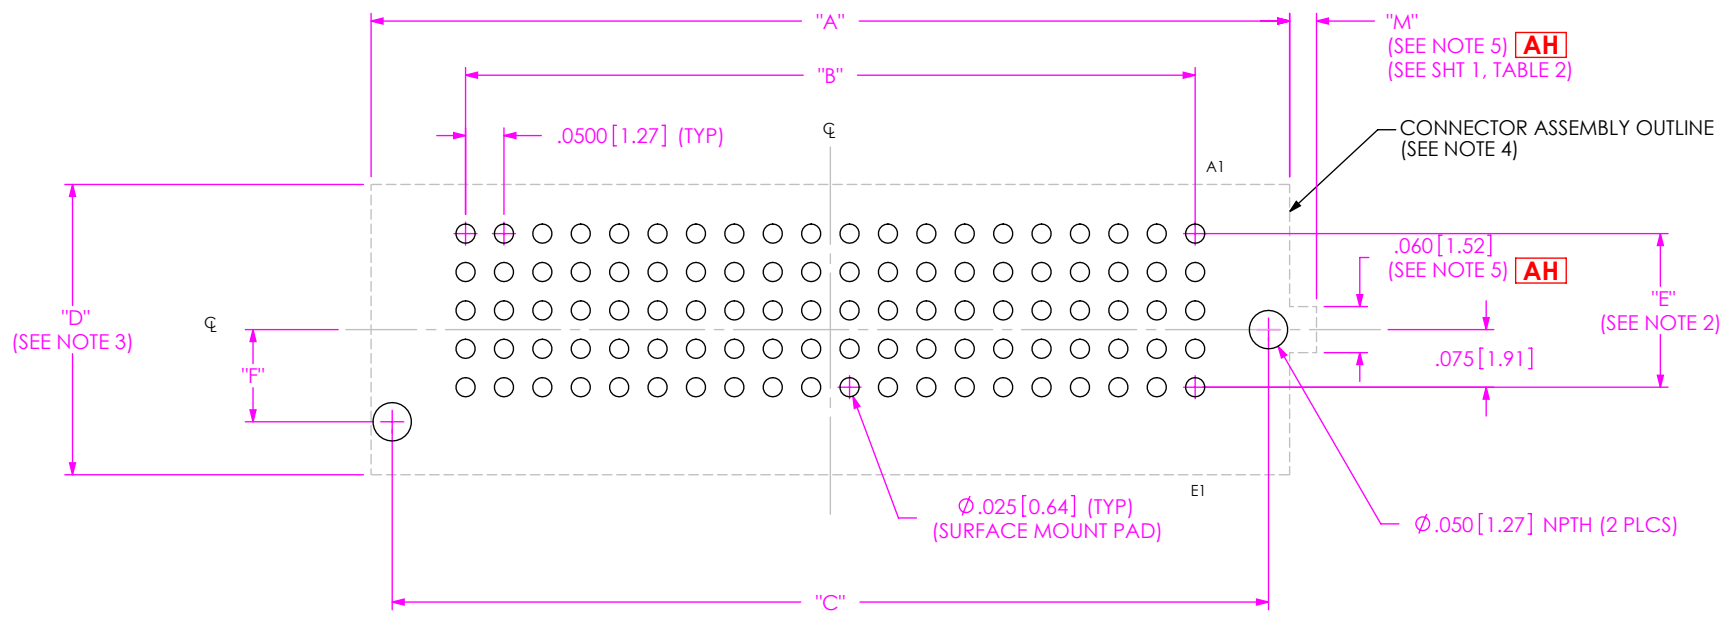 "A"
"M"
(SEE NOTE 5) AH
(SEE SHT 1, TABLE 2)
"B"
.0500 [1.27] (TYP)
℄
CONNECTOR ASSEMBLY OUTLINE
(SEE NOTE 4)
A1
.060 [1.52]
(SEE NOTE 5) AH
"D"
(SEE NOTE 3)
℄
"E"
(SEE NOTE 2)
"F"
.075 [1.91]
E1
Ø.025 [0.64] (TYP)
(SURFACE MOUNT PAD)
Ø.050 [1.27] NPTH (2 PLCS)
"C"